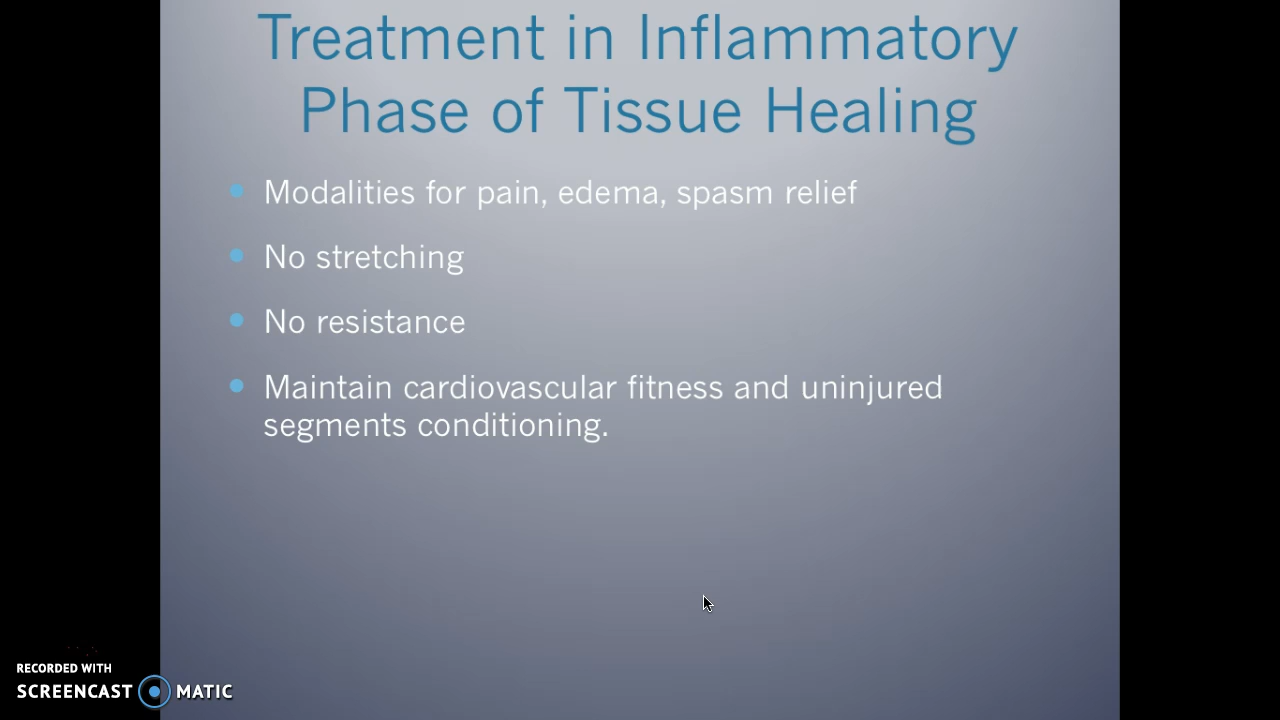 Treatment in Inflammatory
Phase of Tissue Healing
Modalities for pain, edema, spasm relief
No stretching
No resistance
Maintain cardiovascular fitness and uninjured
segments conditioning.
RECORDED WITH
SCREENCAST MATIC